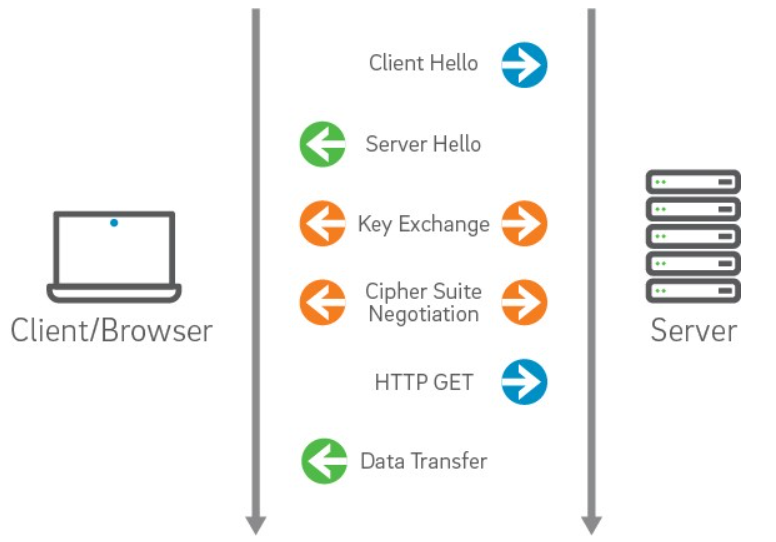 Client Hello
Server Hello
Key Exchange
Cipher Suite
Negotiation
Client/Browser
Server
HTTP GET
Data Transfer